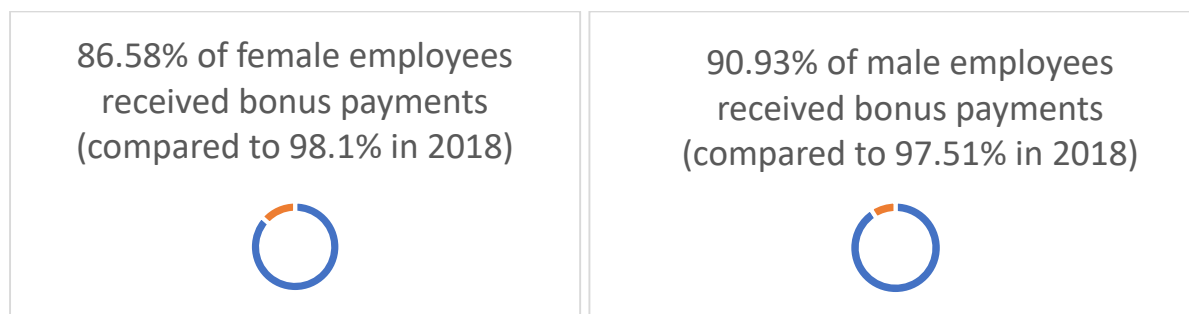 86.58% of female employees
received bonus payments
(compared to 98.1% in 2018)
90.93% of male employees
received bonus payments
(compared to 97.51% in 2018)